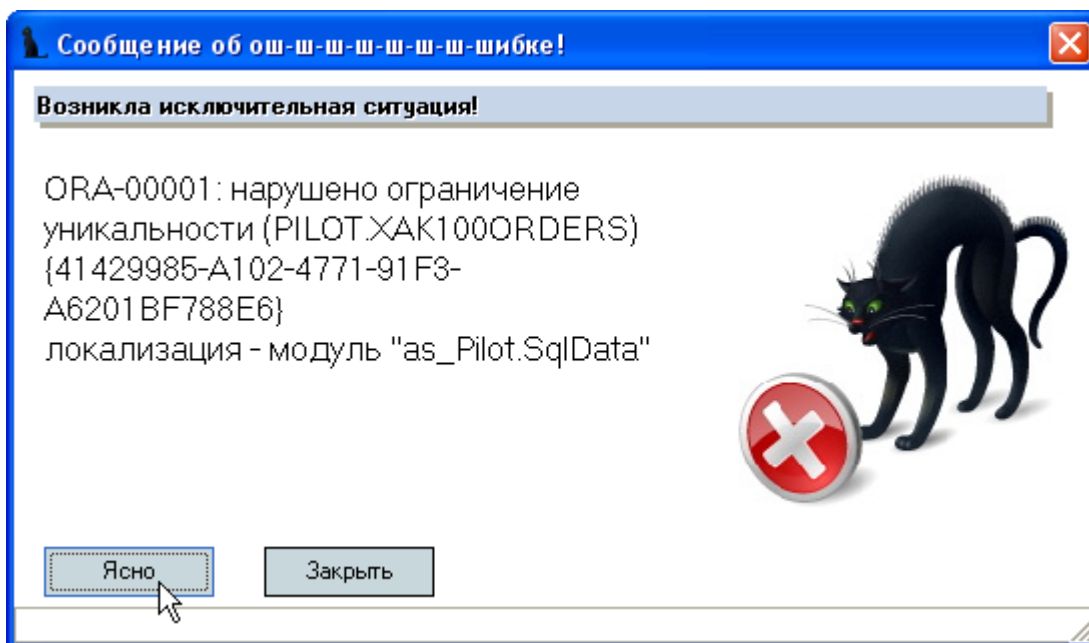 Сообщение об ош-ш-ш-ш-ш-ш-шибке!
Возникла исключительная ситуация!
ORA-00001: нарушено ограничение
уникальности (PILOT.XAK100ORDERS)
{41429985-A102-4771-91F3-
A6201BF788E6}
локализация - модуль "as_Pilot.SqlData"
Ясно
Закрыть